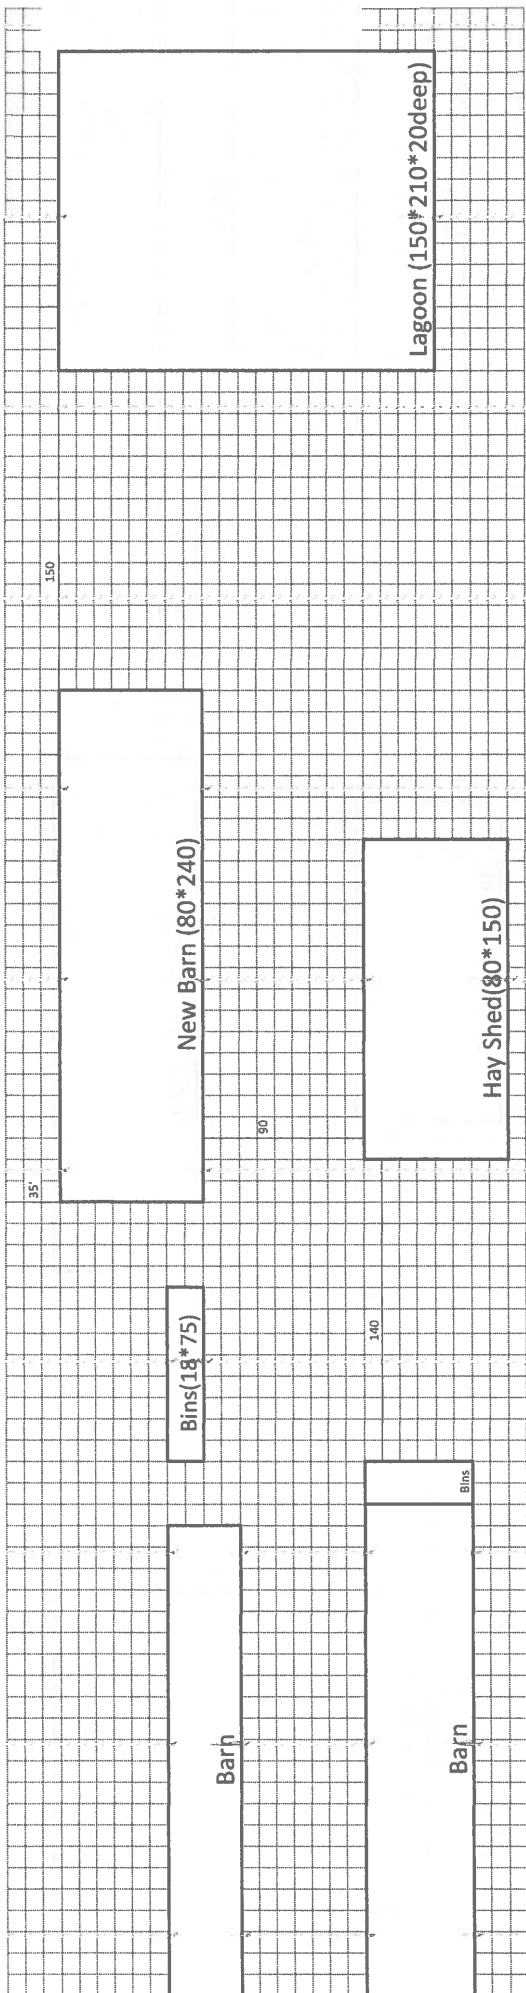 Lagoon (150*210*20deep)
150
New Barn (80*240)
Hay Shed(80*150)
90
35'
Bins(18*75)
140
Bins
Barn
Barn